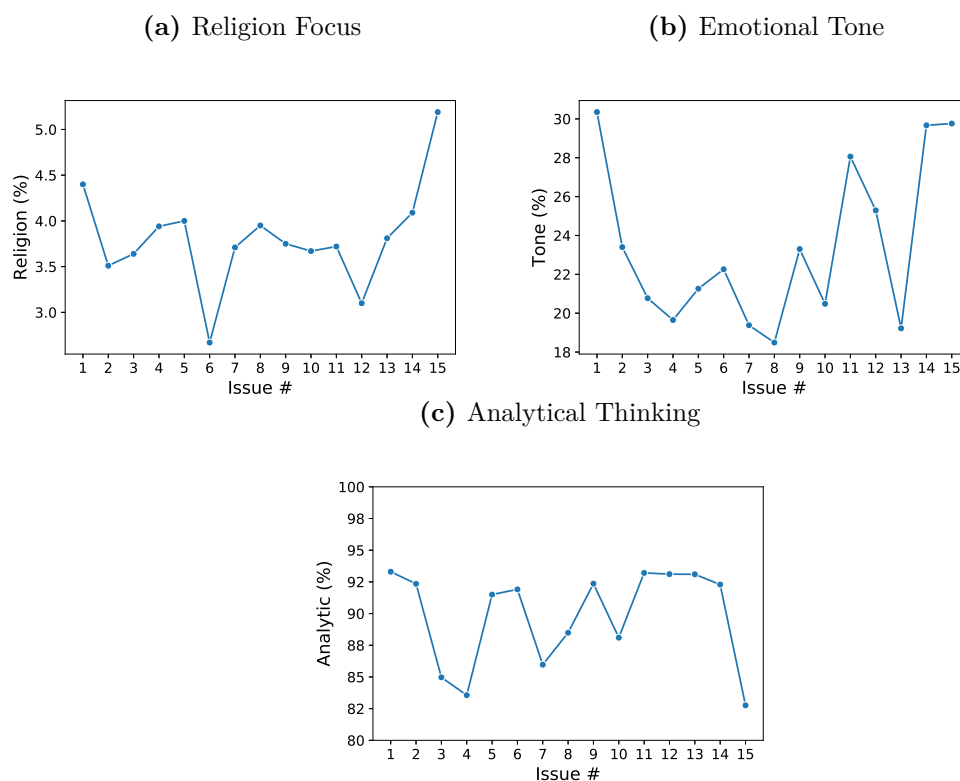 (a) Religion Focus
5.0
4.5
4.0
3.5
3.0
Religion (%)
1 2 3 4 5 6 7 8 9 10 11 12 13 14 15
Issue #
(b) Emotional Tone
30
28
26
24
22
20
18
Tone (%)
1 2 3 4 5 6 7 8 9 10 11 12 13 14 15
Issue #
(c) Analytical Thinking
100
98
95
92
90
88
85
82
80
Analytic (%)
1 2 3 4 5 6 7 8 9 10 11 12 13 14 15
Issue #